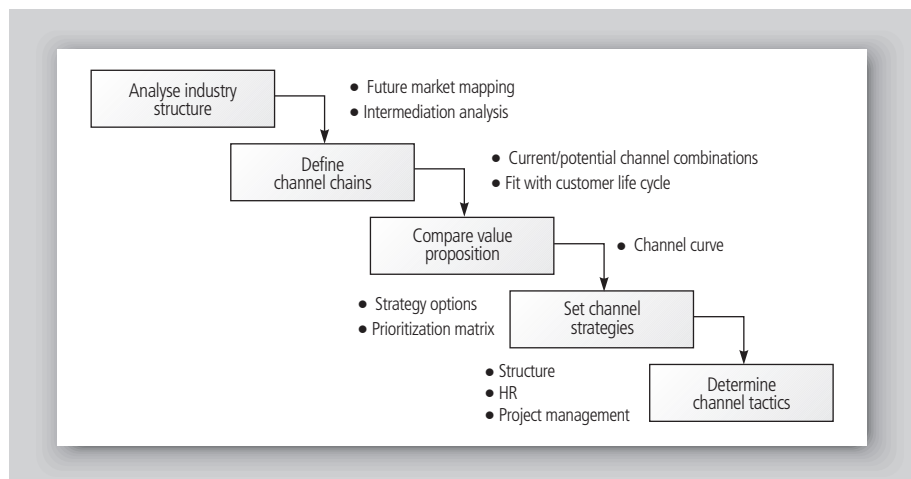 Analyse industry
structure
• Future market mapping
• Intermediation analysis
Define
channel chains
• Current/potential channel combinations
• Fit with customer life cycle
Compare value
proposition
• Channel curve
• Strategy options
• Prioritization matrix
Set channel
strategies
• Structure
• HR
• Project management
Determine
channel tactics